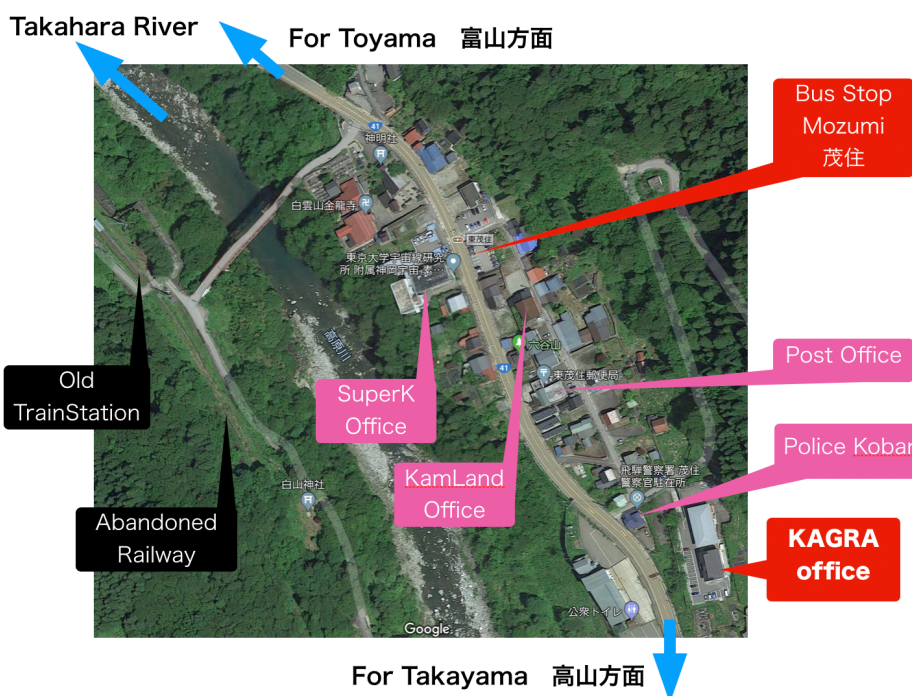 Takahara River
For Toyama 富山方面
Bus Stop
Mozumi
茂住
41
神明社
白雲山金龍寺
東茂住
東京大学宇宙線研究
所 附属神岡宇宙 素…
高原川
六谷山
41
東茂住郵便局
Post Office
Old
TrainStation
SuperK
Office
KamLand
Office
Police Koban
飛騨警察署 茂住
警察官駐在所
白山神社
Abandoned
Railway
KAGRA
office
公衆トイレ
Google
For Takayama 高山方面